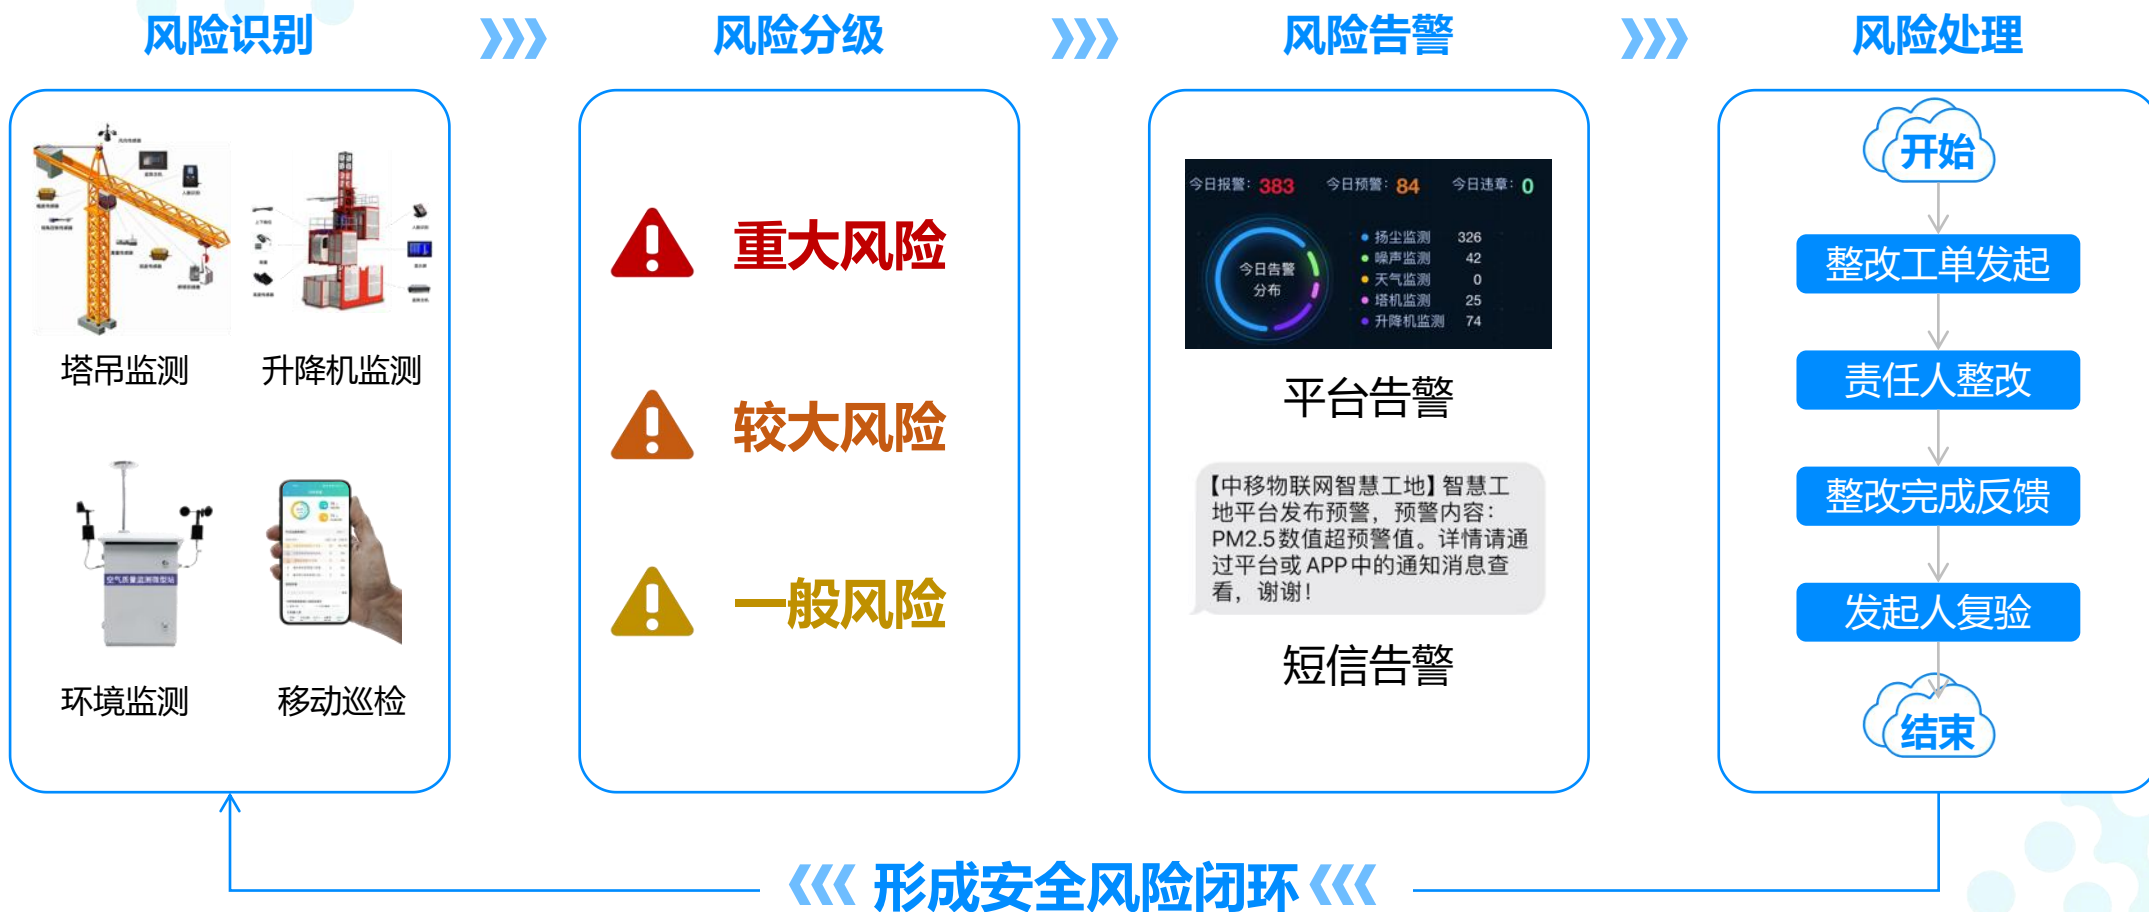 风险识别
风险分级
风险告警
风险处理
塔吊监测
升降机监测
空气质量监测微型站
环境监测
移动巡检
重大风险
较大风险
一般风险
今日报警：383
今日预警：84
今日违章：0
今日告警
分布
扬尘监测 326
噪声监测 42
天气监测 0
塔机监测 25
升降机监测 74
平台告警
【中移物联网智慧工地】智慧工
地平台发布预警，预警内容：
PM2.5数值超预警值。详情请通
过平台或APP中的通知消息查
看，谢谢！
短信告警
开始
整改工单发起
责任人整改
整改完成反馈
发起人复验
结束
形成安全风险闭环